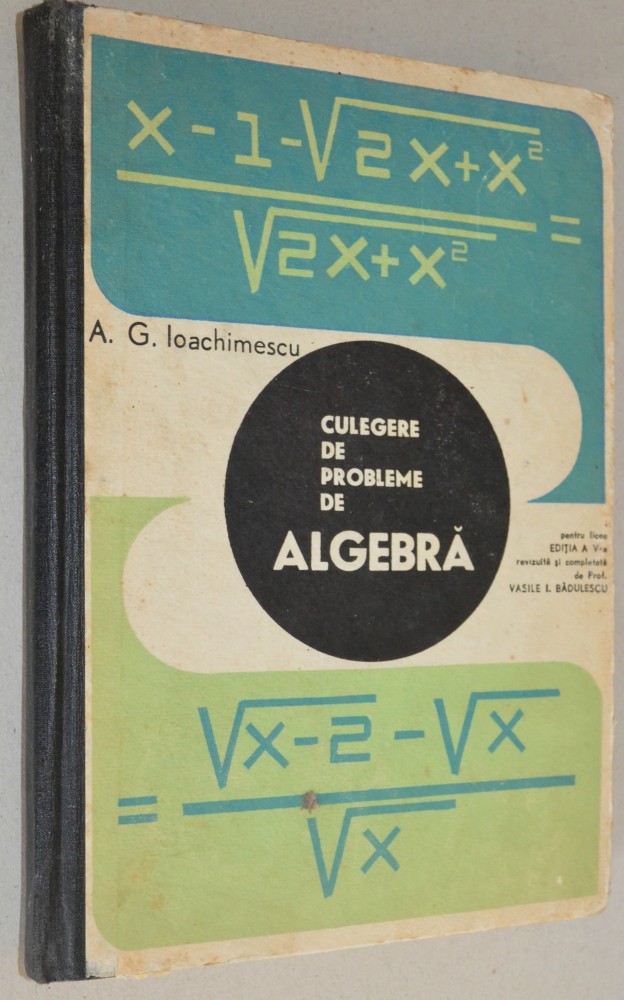 x - 1 - √2x + x²
√2x + x² =
A. G. Ioachimescu
CULEGERE
DE
PROBLEME
DE
ALGEBRĂ
pentru licee
EDIȚIA A V-a
revizuită și completată
de Prof.
VASILE I. BĂDULESCU
√x - 2 - √x
= √x